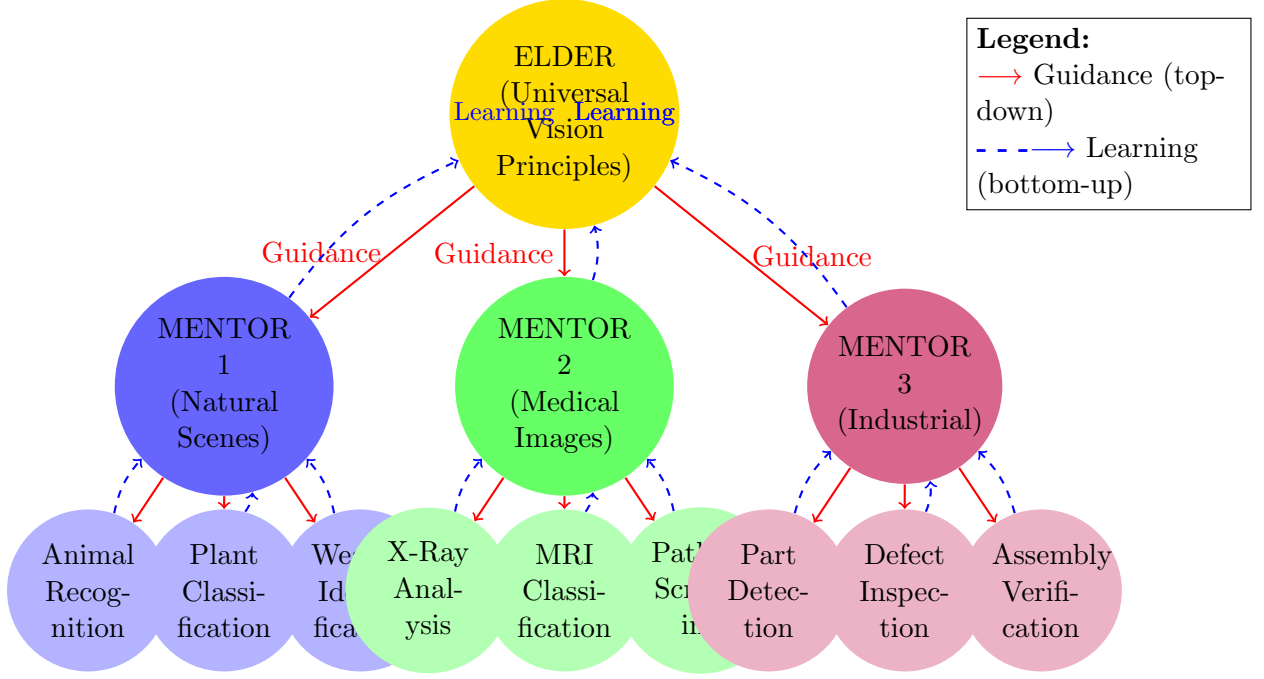 ELDER
(Universal
Vision
Principles)
Learning
Learning
Legend:
Guidance (top-
down)
Learning
(bottom-up)
Guidance
Guidance
Guidance
MENTOR
1
(Natural
Scenes)
MENTOR
2
(Medical
Images)
MENTOR
3
(Industrial)
Animal
Recog-
nition
Plant
Classi-
fication
X-Ray
Anal-
ysis
MRI
Classi-
fication
Part
Detec-
tion
Defect
Inspec-
tion
Assembly
Verifi-
cation